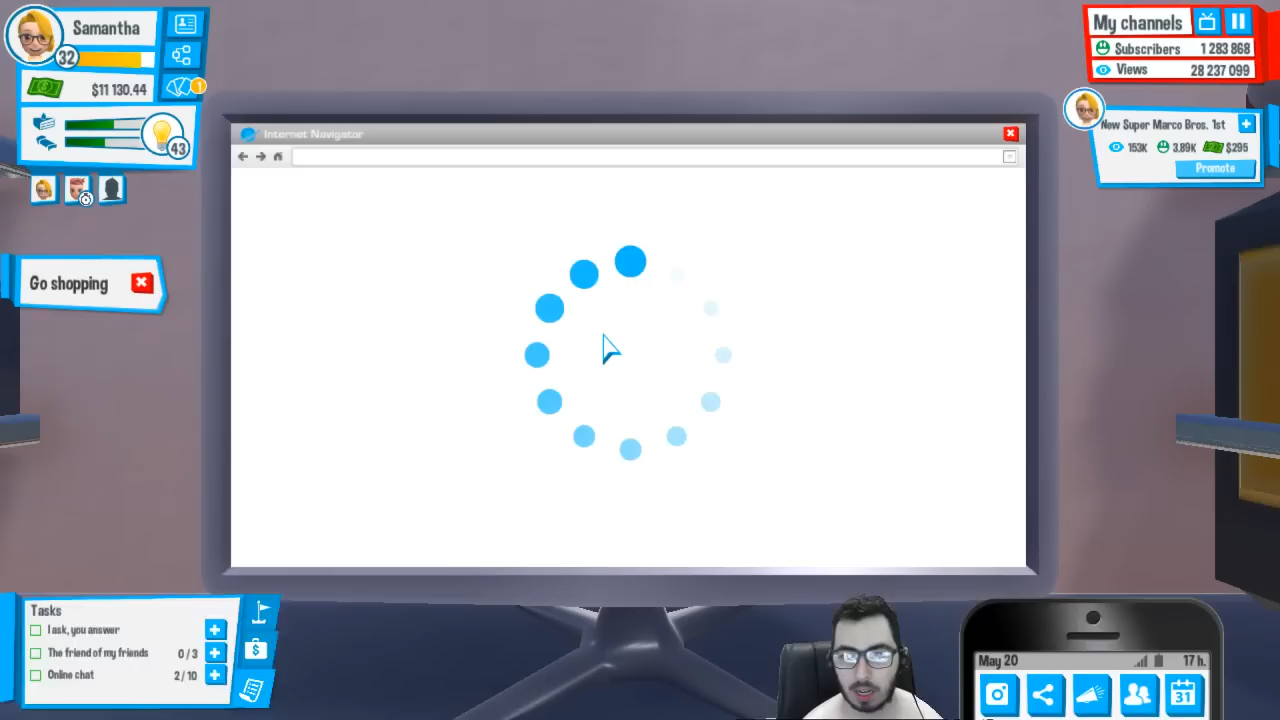 Samantha
32
$11 130.44
1
43
Go shopping
My channels
Subscribers 1 283 868
Views 28 237 099
New Super Marco Bros. 1st
153K 3.89K $295
Promote
Internet Navigator
Tasks
I ask, you answer
The friend of my friends 0 / 3
Online chat 2 / 10
May 20 17 h.
31